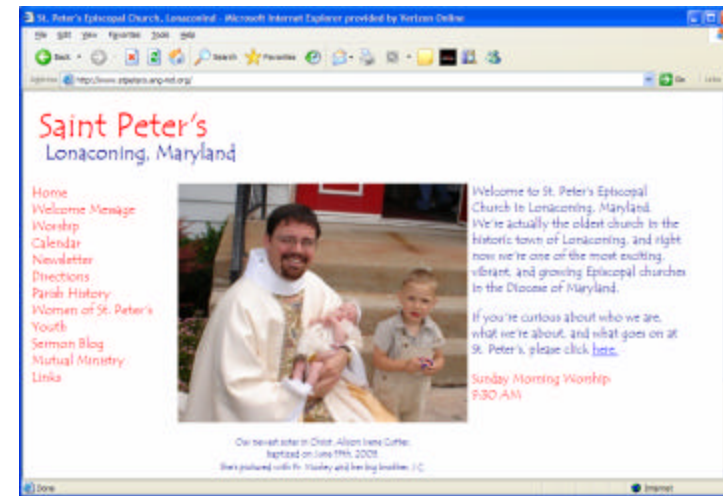 St. Peter's Episcopal Church, Lonaconing - Microsoft Internet Explorer provided by Verizon Online
File Edit View Favorites Tools Help
Back Search Favorites
Address http://www.stpeters.ang-md.org/ Go Links
Saint Peter's
Lonaconing, Maryland
Home
Welcome Message
Worship
Calendar
Newsletter
Directions
Parish History
Women of St. Peter's
Youth
Sermon Blog
Mutual Ministry
Links
Welcome to St. Peter's Episcopal
Church in Lonaconing, Maryland.
We're actually the oldest church in the
historic town of Lonaconing, and right
now we're one of the most exciting,
vibrant, and growing Episcopal churches
in the Diocese of Maryland.
If you're curious about who we are,
what we're about, and what goes on at
St. Peter's, please click here.
Sunday Morning Worship:
9:30 AM
Our newest sister in Christ, Alison Irene
baptized on June 19th, 2005.
She's pictured with Fr. and her big brother, J.C.
Done
Internet